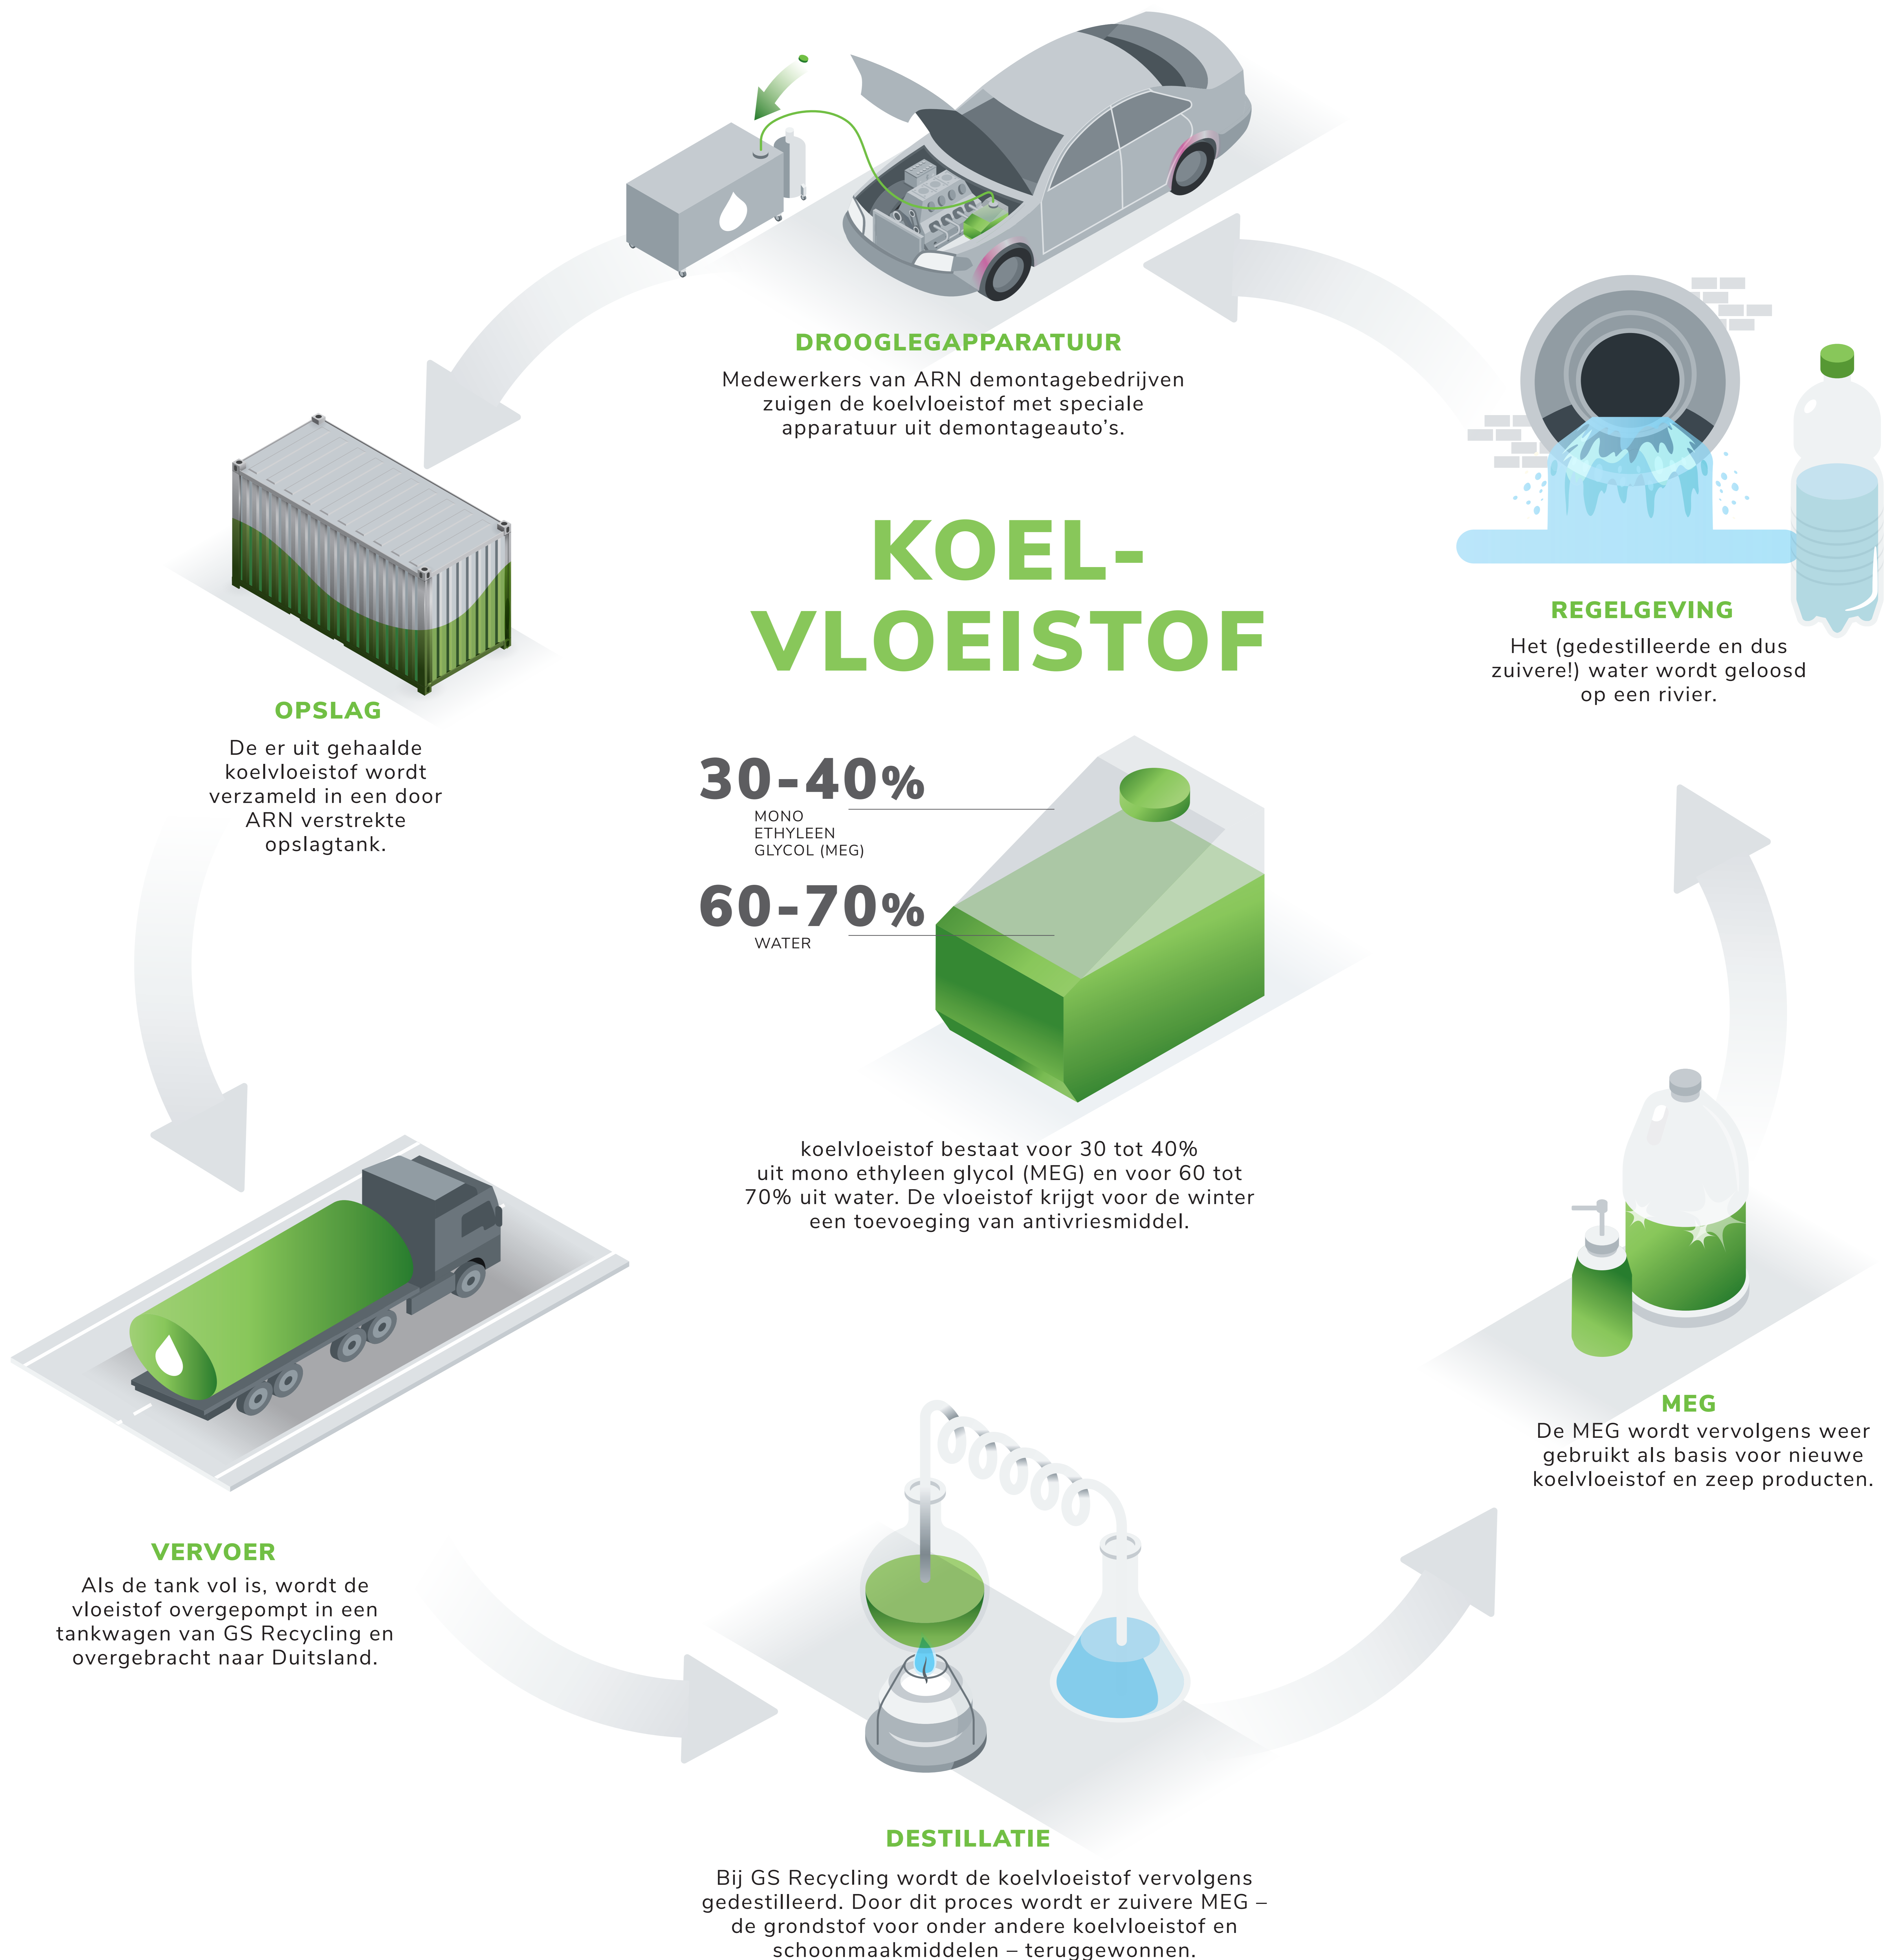 DROOGLEGAPPARATUUR
Medewerkers van ARN demontagebedrijven
zuigen de koelvloeistof met speciale
apparatuur uit demontageauto’s.
KOEL-
VLOEISTOF
30-40%
MONO
ETHYLEEN
GLYCOL (MEG)
60-70%
WATER
koelvloeistof bestaat voor 30 tot 40%
uit mono ethyleen glycol (MEG) en voor 60 tot
70% uit water. De vloeistof krijgt voor de winter
een toevoeging van antivriesmiddel.
OPSLAG
De er uit gehaalde
koelvloeistof wordt
verzameld in een door
ARN verstrekte
opslagtank.
VERVOER
Als de tank vol is, wordt de
vloeistof overgepompt in een
tankwagen van GS Recycling en
overgebracht naar Duitsland.
DESTILLATIE
Bij GS Recycling wordt de koelvloeistof vervolgens
gedestilleerd. Door dit proces wordt er zuivere MEG –
de grondstof voor onder andere koelvloeistof en
schoonmaakmiddelen – teruggewonnen.
MEG
De MEG wordt vervolgens weer
gebruikt als basis voor nieuwe
koelvloeistof en zeep producten.
REGELGEVING
Het (gedestilleerde en dus
zuivere!) water wordt geloosd
op een rivier.